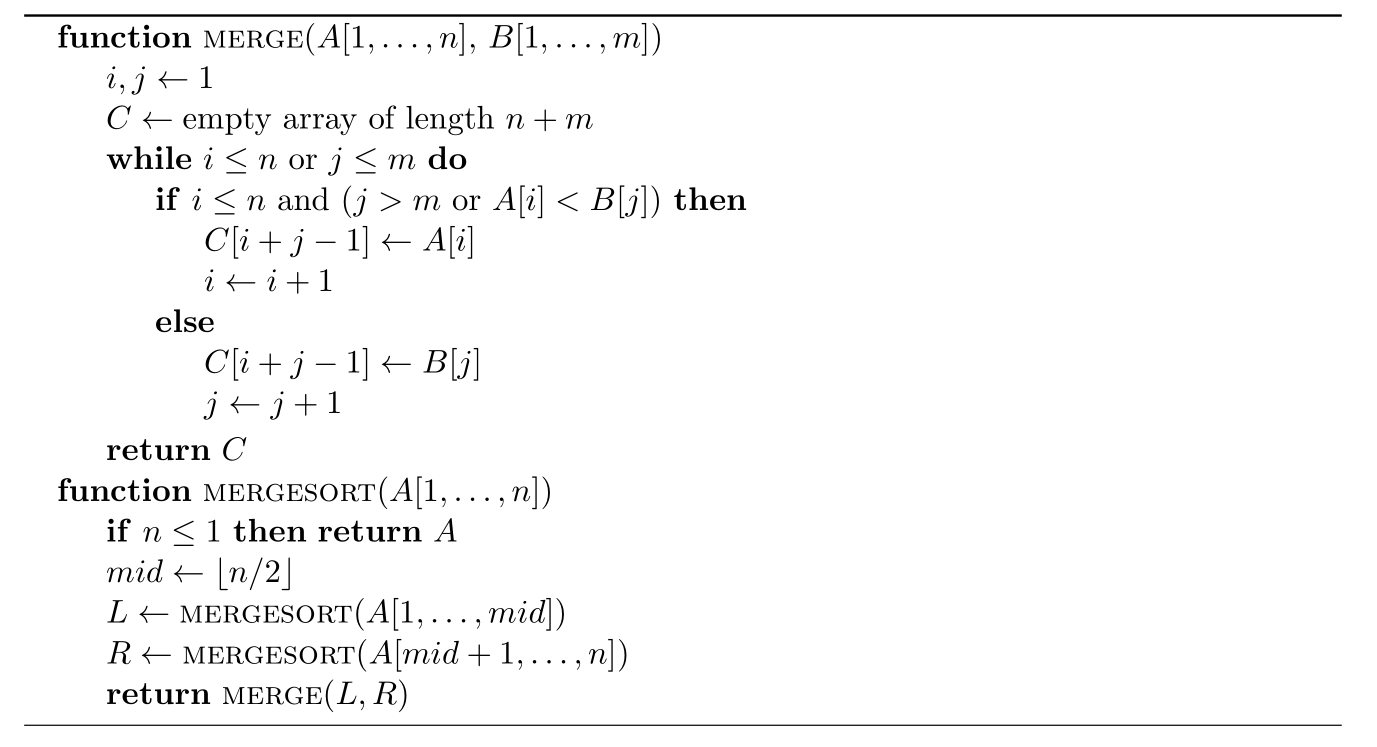 function MERGE(A[1, . . . , n], B[1, . . . , m])
i, j ← 1
C ← empty array of length n + m
while i ≤ n or j ≤ m do
if i ≤ n and (j > m or A[i] < B[j]) then
C[i + j − 1] ← A[i]
i ← i + 1
else
C[i + j − 1] ← B[j]
j ← j + 1
return C
function MERGESORT(A[1, . . . , n])
if n ≤ 1 then return A
mid ← ⌊n/2⌋
L ← MERGESORT(A[1, . . . , mid])
R ← MERGESORT(A[mid + 1, . . . , n])
return MERGE(L, R)